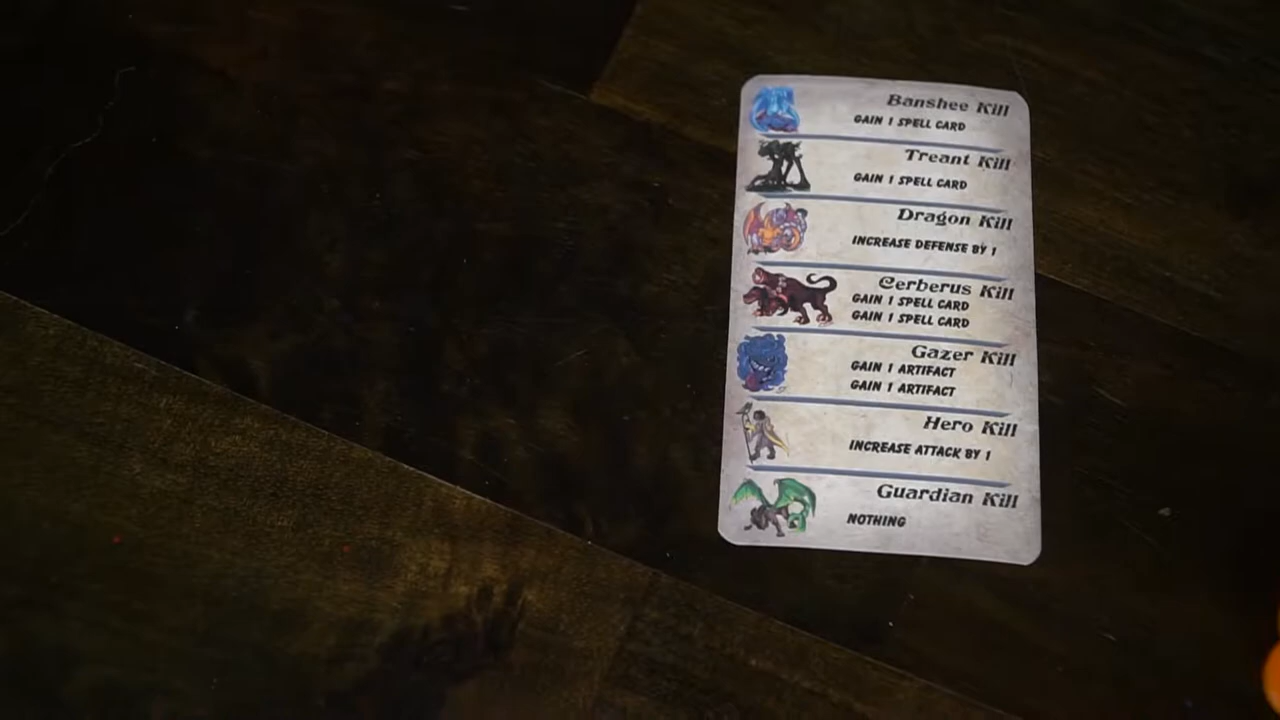 Banshee Kill
GAIN 1 SPELL CARD
Treant Kill
GAIN 1 SPELL CARD
Dragon Kill
INCREASE DEFENSE BY 1
Cerberus Kill
GAIN 1 SPELL CARD
GAIN 1 SPELL CARD
Gazer Kill
GAIN 1 ARTIFACT
GAIN 1 ARTIFACT
Hero Kill
INCREASE ATTACK BY 1
Guardian Kill
NOTHING